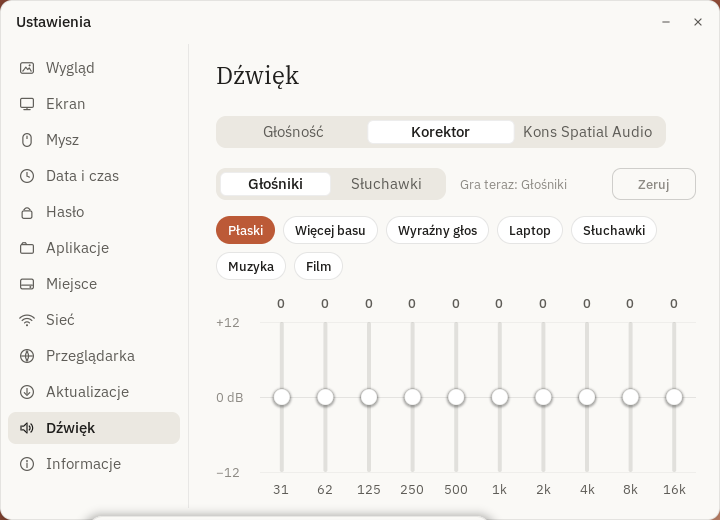 Ustawienia
Wygląd
Ekran
Mysz
Data i czas
Hasło
Aplikacje
Miejsce
Sieć
Przeglądarka
Aktualizacje
Dźwięk
Informacje
Dźwięk
Głośność Korektor Kons Spatial Audio
Głośniki Słuchawki Gra teraz: Głośniki Zeruj
Płaski Więcej basu Wyraźny głos Laptop Słuchawki
Muzyka Film
0 0 0 0 0 0 0 0 0 0
+12
0 dB
−12
31 62 125 250 500 1k 2k 4k 8k 16k